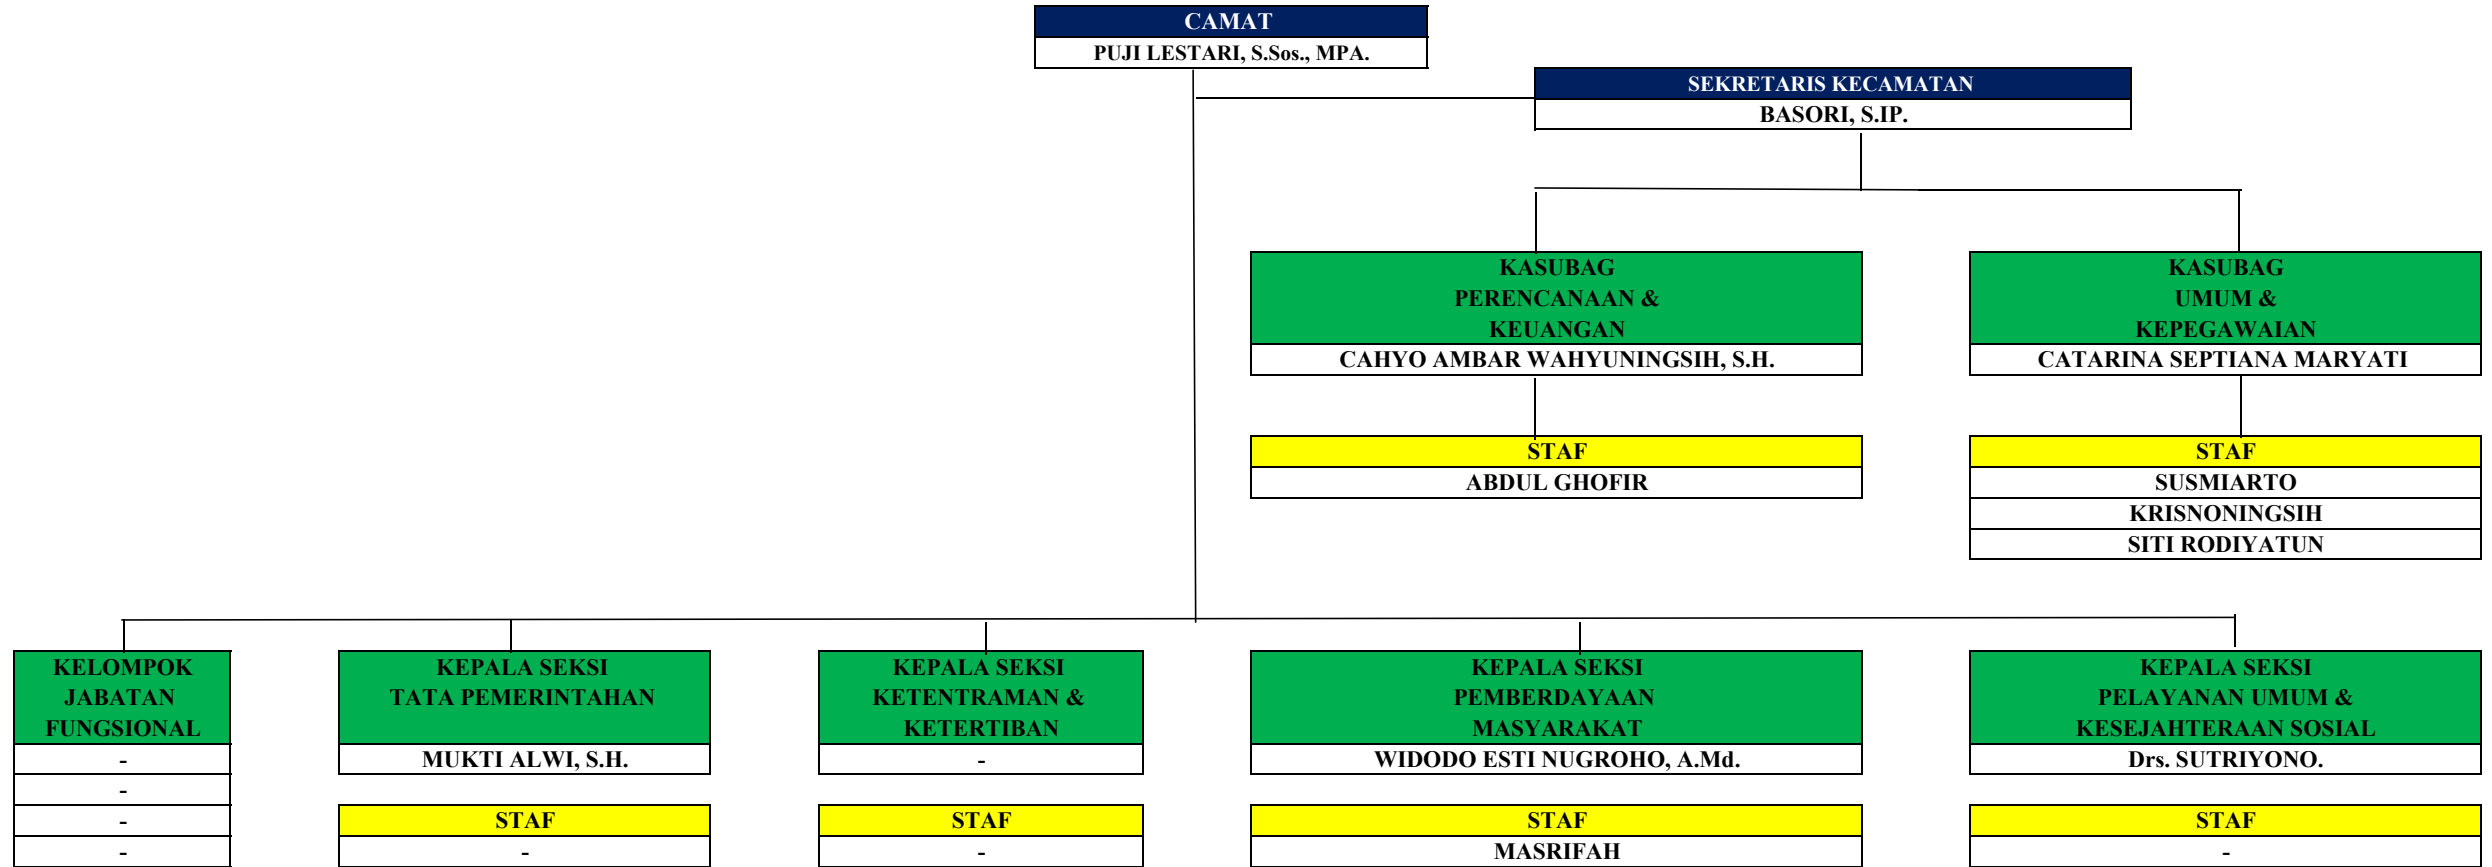 CAMAT
PUJI LESTARI, S.Sos., MPA.
SEKRETARIS KECAMATAN
BASORI, S.IP.
KASUBAG
PERENCANAAN &
KEUANGAN
CAHYO AMBAR WAHYUNINGSIH, S.H.
STAF
ABDUL GHOFIR
KASUBAG
UMUM &
KEPEGAWAIAN
CATARINA SEPTIANA MARYATI
STAF
SUSMIARTO
KRISNONINGSIH
SITI RODIYATUN
KELOMPOK
JABATAN
FUNGSIONAL
-
-
-
-
KEPALA SEKSI
TATA PEMERINTAHAN
MUKTI ALWI, S.H.
STAF
-
KEPALA SEKSI
KETENTRAMAN &
KETERTIBAN
-
STAF
-
KEPALA SEKSI
PEMBERDAYAAN
MASYARAKAT
WIDODO ESTI NUGROHO, A.Md.
STAF
MASRIFAH
KEPALA SEKSI
PELAYANAN UMUM &
KESEJAHTERAAN SOSIAL
Drs. SUTRIYONO.
STAF
-